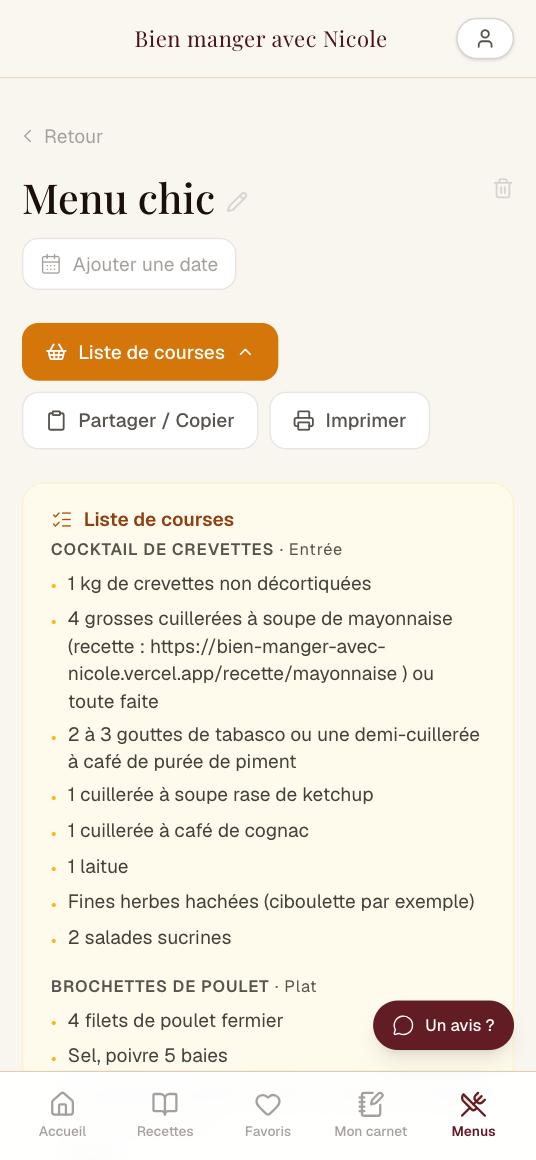 Bien manger avec Nicole
Retour
Menu chic
Ajouter une date
Liste de courses
Partager / Copier
Imprimer
Liste de courses
COCKTAIL DE CREVETTES · Entrée
• 1 kg de crevettes non décortiquées
• 4 grosses cuillerées à soupe de mayonnaise
(recette : https://bien-manger-avec-
nicole.vercel.app/recette/mayonnaise ) ou
toute faite
• 2 à 3 gouttes de tabasco ou une demi-cuillerée
à café de purée de piment
• 1 cuillerée à soupe rase de ketchup
• 1 cuillerée à café de cognac
• 1 laitue
• Fines herbes hachées (ciboulette par exemple)
• 2 salades sucrines
BROCHETTES DE POULET · Plat
• 4 filets de poulet fermier
Un avis ?
• Sel, poivre 5 baies
Accueil
Recettes
Favoris
Mon carnet
Menus